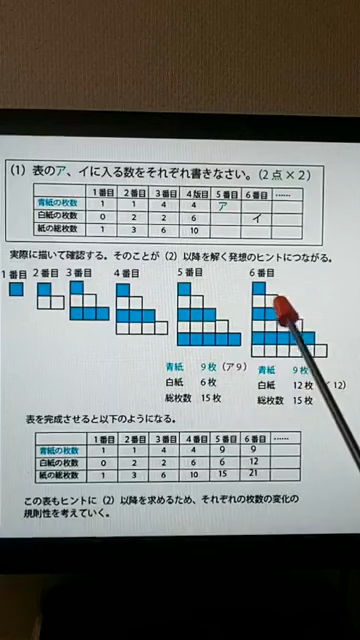 (1) 表のア、イに入る数をそれぞれ書きなさい。(2点×2)
1番目 2番目 3番目 4版目 5番目 6番目 ……
青紙の枚数 1 1 4 4 ア
白紙の枚数 0 2 2 6 イ
紙の枚数 1 3 6 10
実際に描いて確認する。そのことが(2)以降を解く発想のヒントにつながる。
1番目 2番目 3番目 4番目 5番目 6番目
青紙 9枚(ア9) 青紙 9枚
白紙 6枚 白紙 12枚 12)
総枚数 15枚 総枚数 15枚
表を完成させると以下のようになる。
1番目 2番目 3番目 4番目 5番目 6番目 ……
青紙の枚数 1 1 4 4 9 9
白紙の枚数 0 2 2 6 6 12
紙の枚数 1 3 6 10 15 21
この表もヒントに(2)以降を求めるため、それぞれの枚数の変化の
規則性を考えていく。